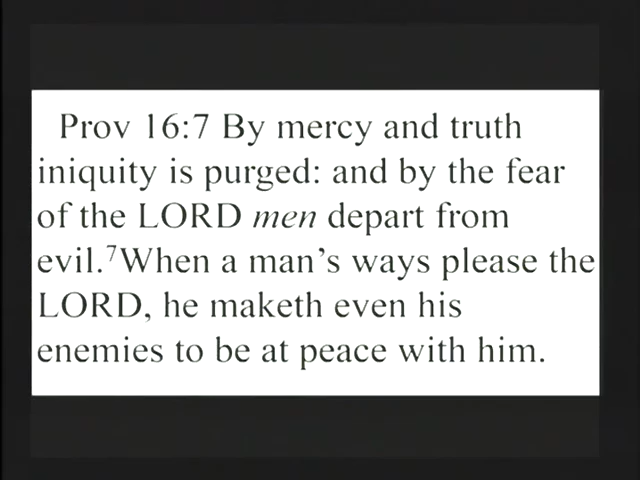 Prov 16:7 By mercy and truth
iniquity is purged: and by the fear
of the LORD men depart from
evil.⁷When a man’s ways please the
LORD, he maketh even his
enemies to be at peace with him.